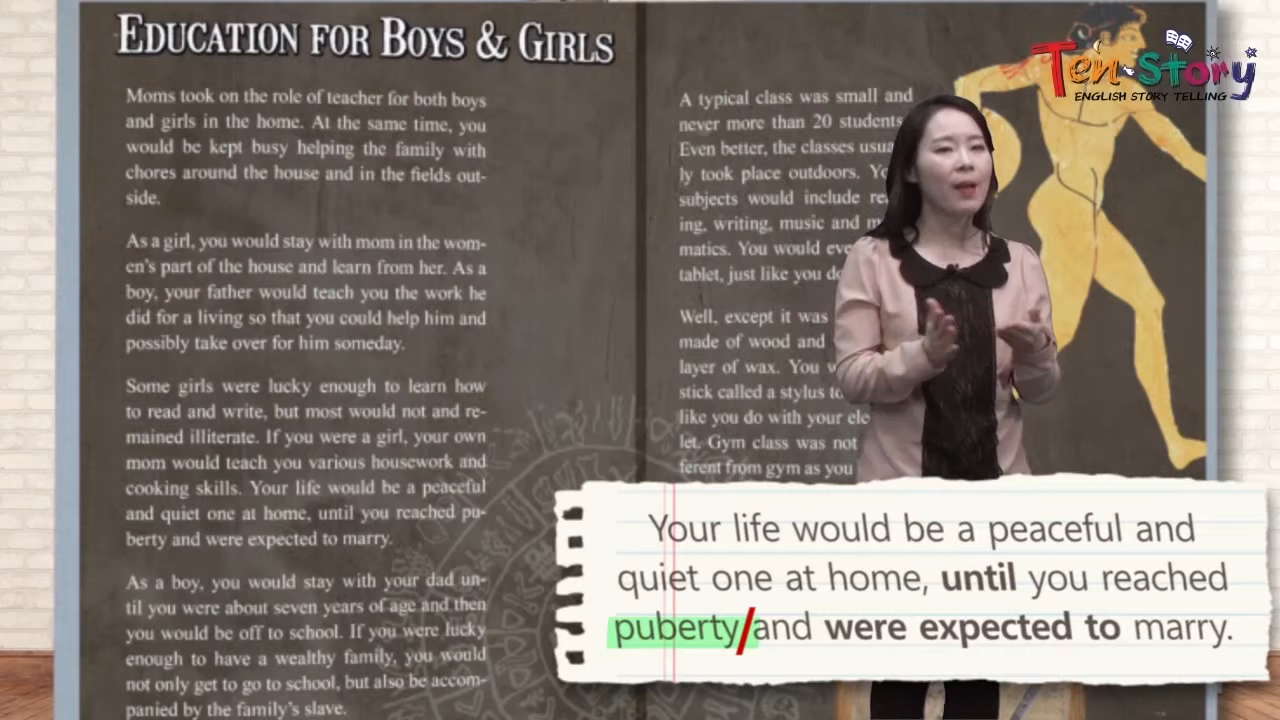 EDUCATION FOR BOYS & GIRLS
Moms took on the role of teacher for both boys
and girls in the home. At the same time, you
would be kept busy helping the family with
chores around the house and in the fields out-
side.
As a girl, you would stay with mom in the wom-
en's part of the house and learn from her. As a
boy, your father would teach you the work he
did for a living so that you could help him and
possibly take over for him someday.
Some girls were lucky enough to learn how
to read and write, but most would not and re-
mained illiterate. If you were a girl, your own
mom would teach you various housework and
cooking skills. Your life would be a peaceful
and quiet one at home, until you reached pu-
berty and were expected to marry.
As a boy, you would stay with your dad un-
til you were about seven years of age and then
you would be off to school. If you were lucky
enough to have a wealthy family, you would
not only get to go to school, but also be accom-
panied by the family's slave.
A typical class was small and
never more than 20 students
Even better, the classes
ly took place outdoors.
subjects would include
ing, writing, music and
matics. You would
tablet, just like you
Well, except it was
made of wood and
layer of wax. You
stick called a stylus
like you do with your
let. Gym class was not
ferent from gym as you
Ten Story
ENGLISH STORY TELLING
Your life would be a peaceful and
quiet one at home, until you reached
puberty/and were expected to marry.